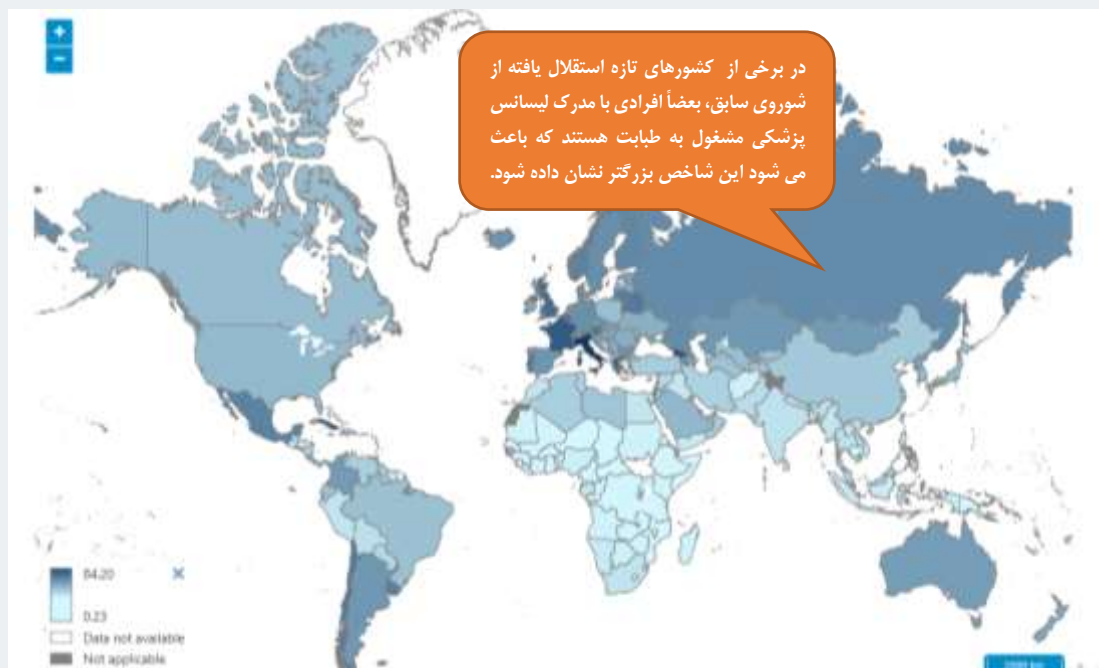 +
−
در برخی از کشورهای تازه استقلال یافته از
شوروی سابق، بعضاً افرادی با مدرک لیسانس
پزشکی مشغول به طبابت هستند که باعث
می شود این شاخص بزرگتر نشان داده شود.
84.20
0.23
Data not available
Not applicable